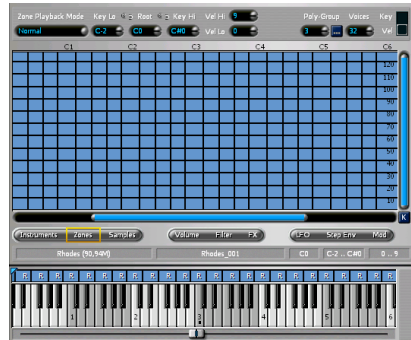 Zone Playback Mode Key Lo Root Key Hi Vel Hi 9 Poly-Group Voices Key
Normal C-2 C0 C#0 Vel Lo 0 3 ... 32 Vel
C1 C2 C3 C4 C5 C6
120
110
100
90
80
70
60
50
40
30
20
10
K
Instruments Zones Samples Volume Filter FX LFO Step Env Mod
Rhodes (90,94M) Rhodes_001 C0 C-2 .. C#0 0 .. 9
R R R R R R R R R R R R R R R R R R R R R R
1 2 3 4 5 6